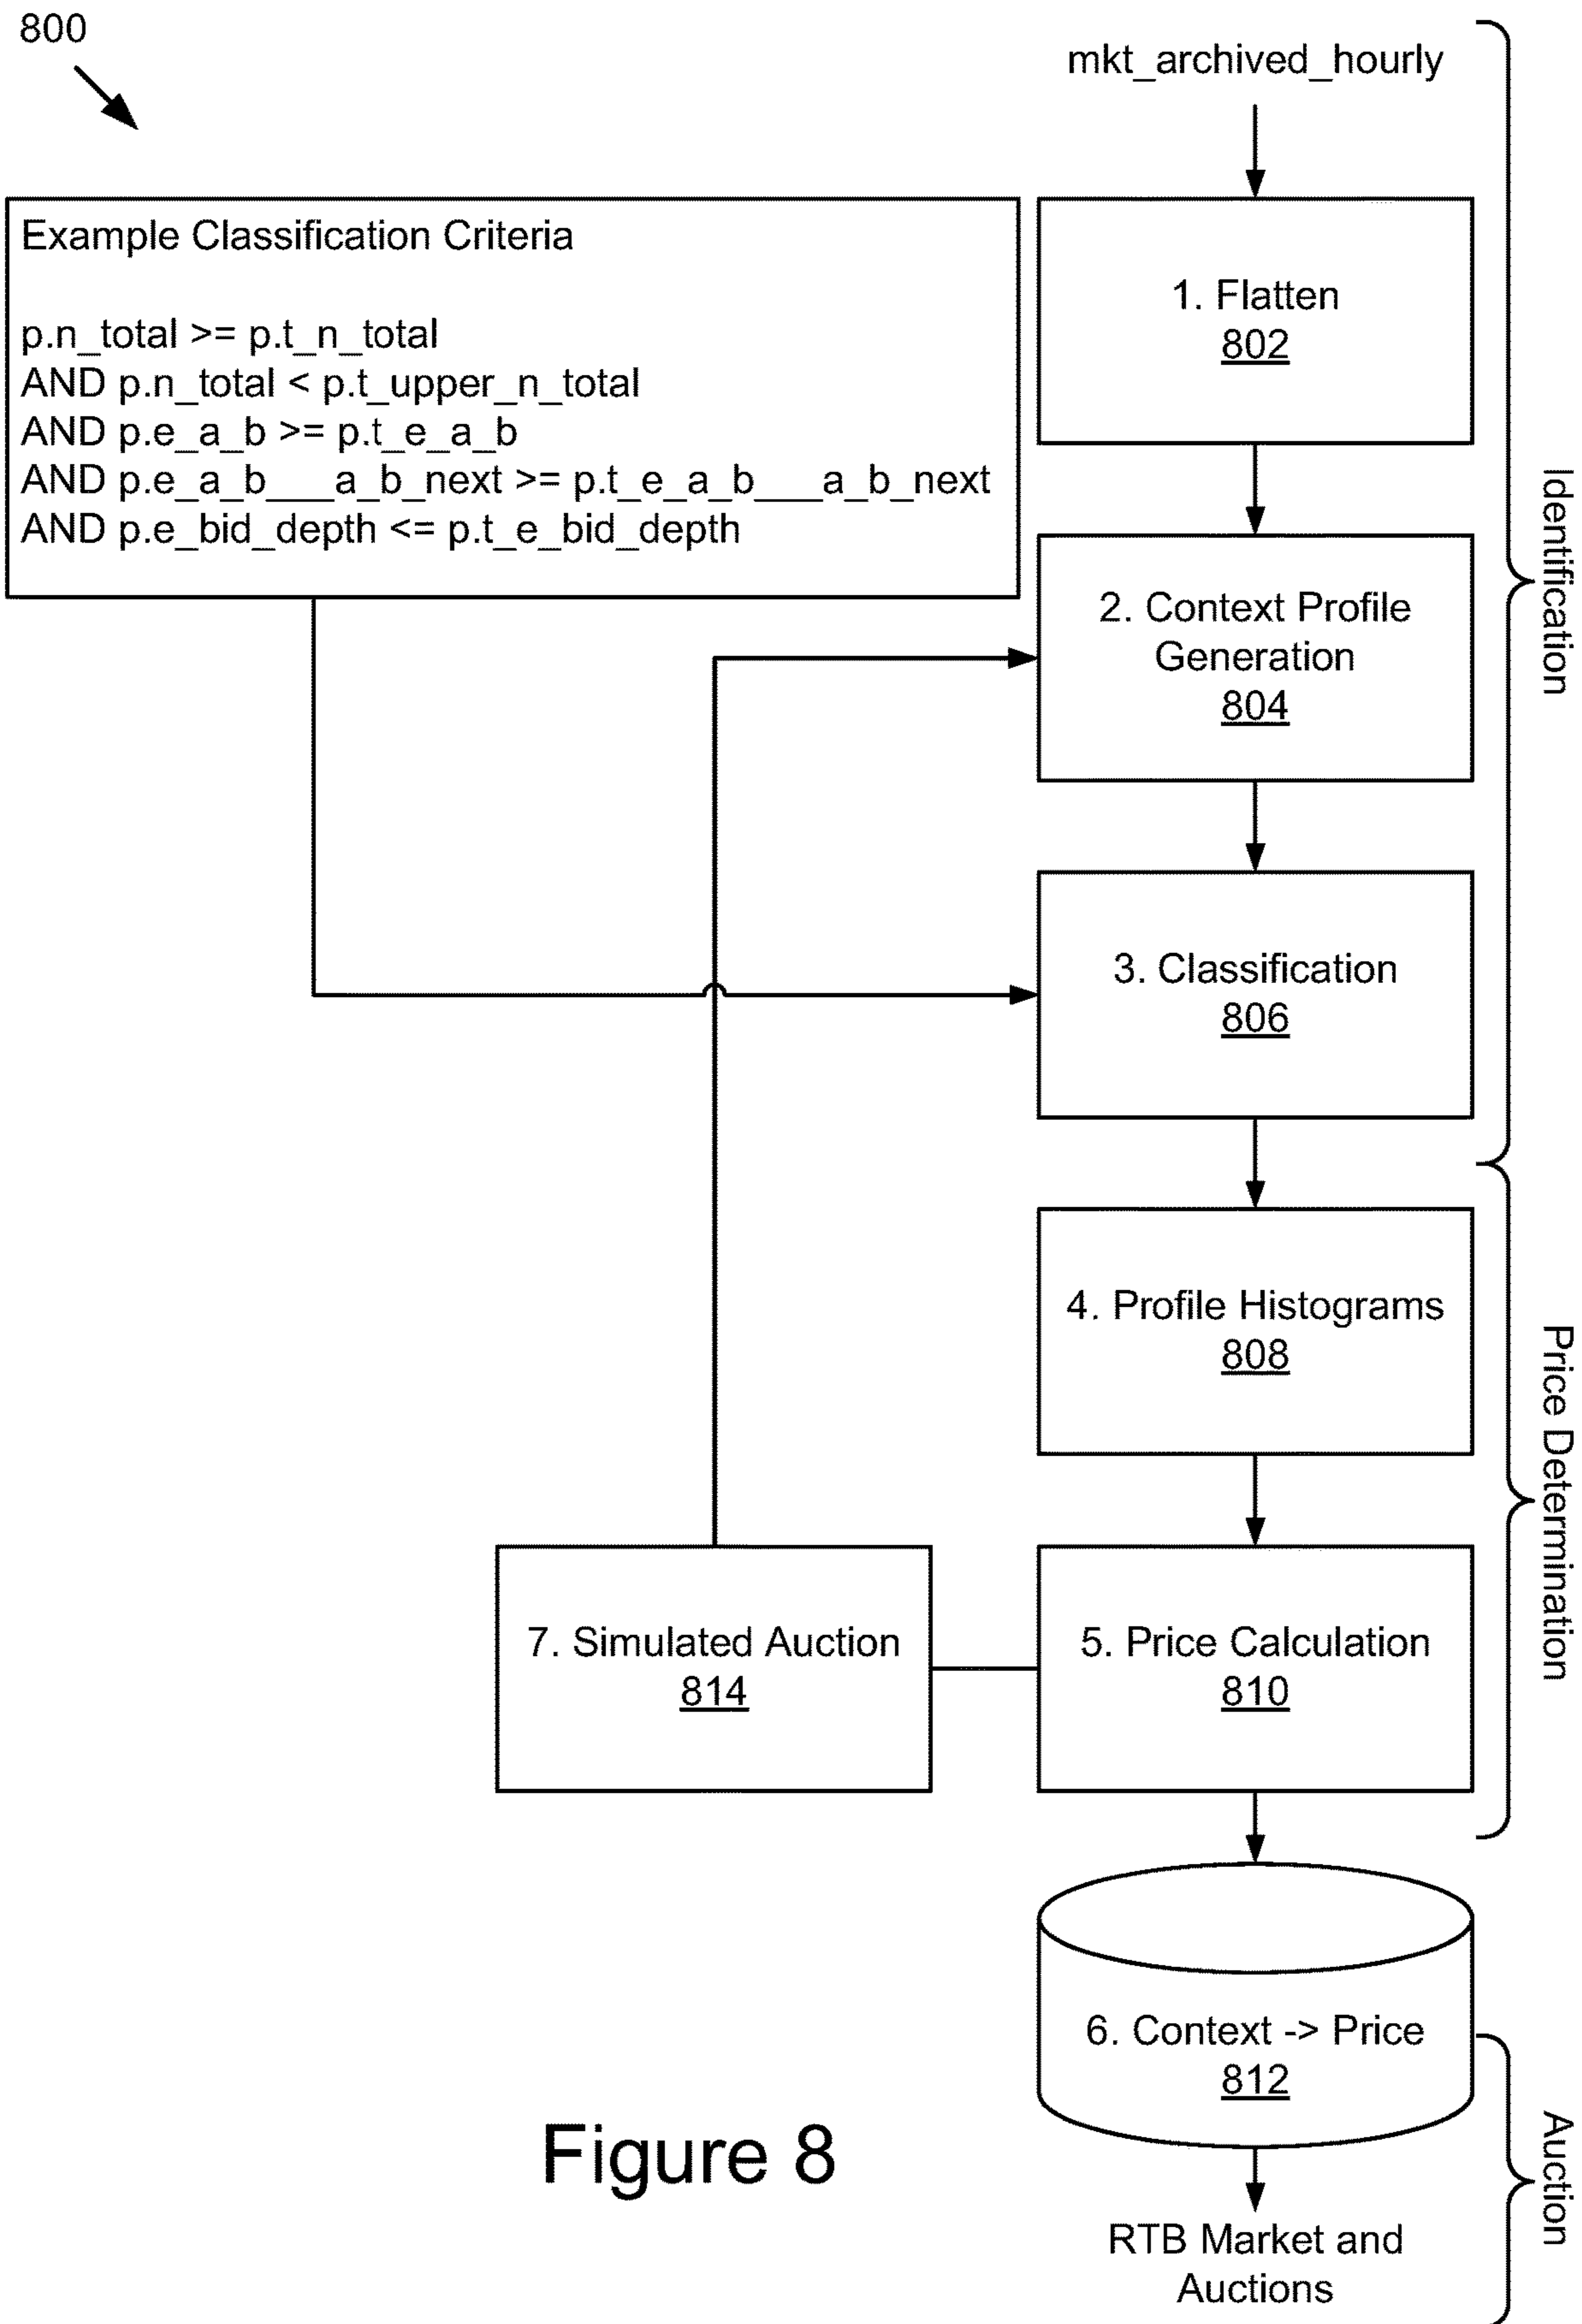 800
mkt_archived_hourly
Example Classification Criteria
p.n_total >= p.t_n_total
AND p.n_total < p.t_upper_n_total
AND p.e_a_b >= p.t_e_a_b
AND p.e_a_b___a_b_next >= p.t_e_a_b___a_b_next
AND p.e_bid_depth <= p.t_e_bid_depth
1. Flatten
802
2. Context Profile
Generation
804
3. Classification
806
Identification
4. Profile Histograms
808
7. Simulated Auction
814
5. Price Calculation
810
Price Determination
6. Context -> Price
812
RTB Market and
Auctions
Auction
Figure 8